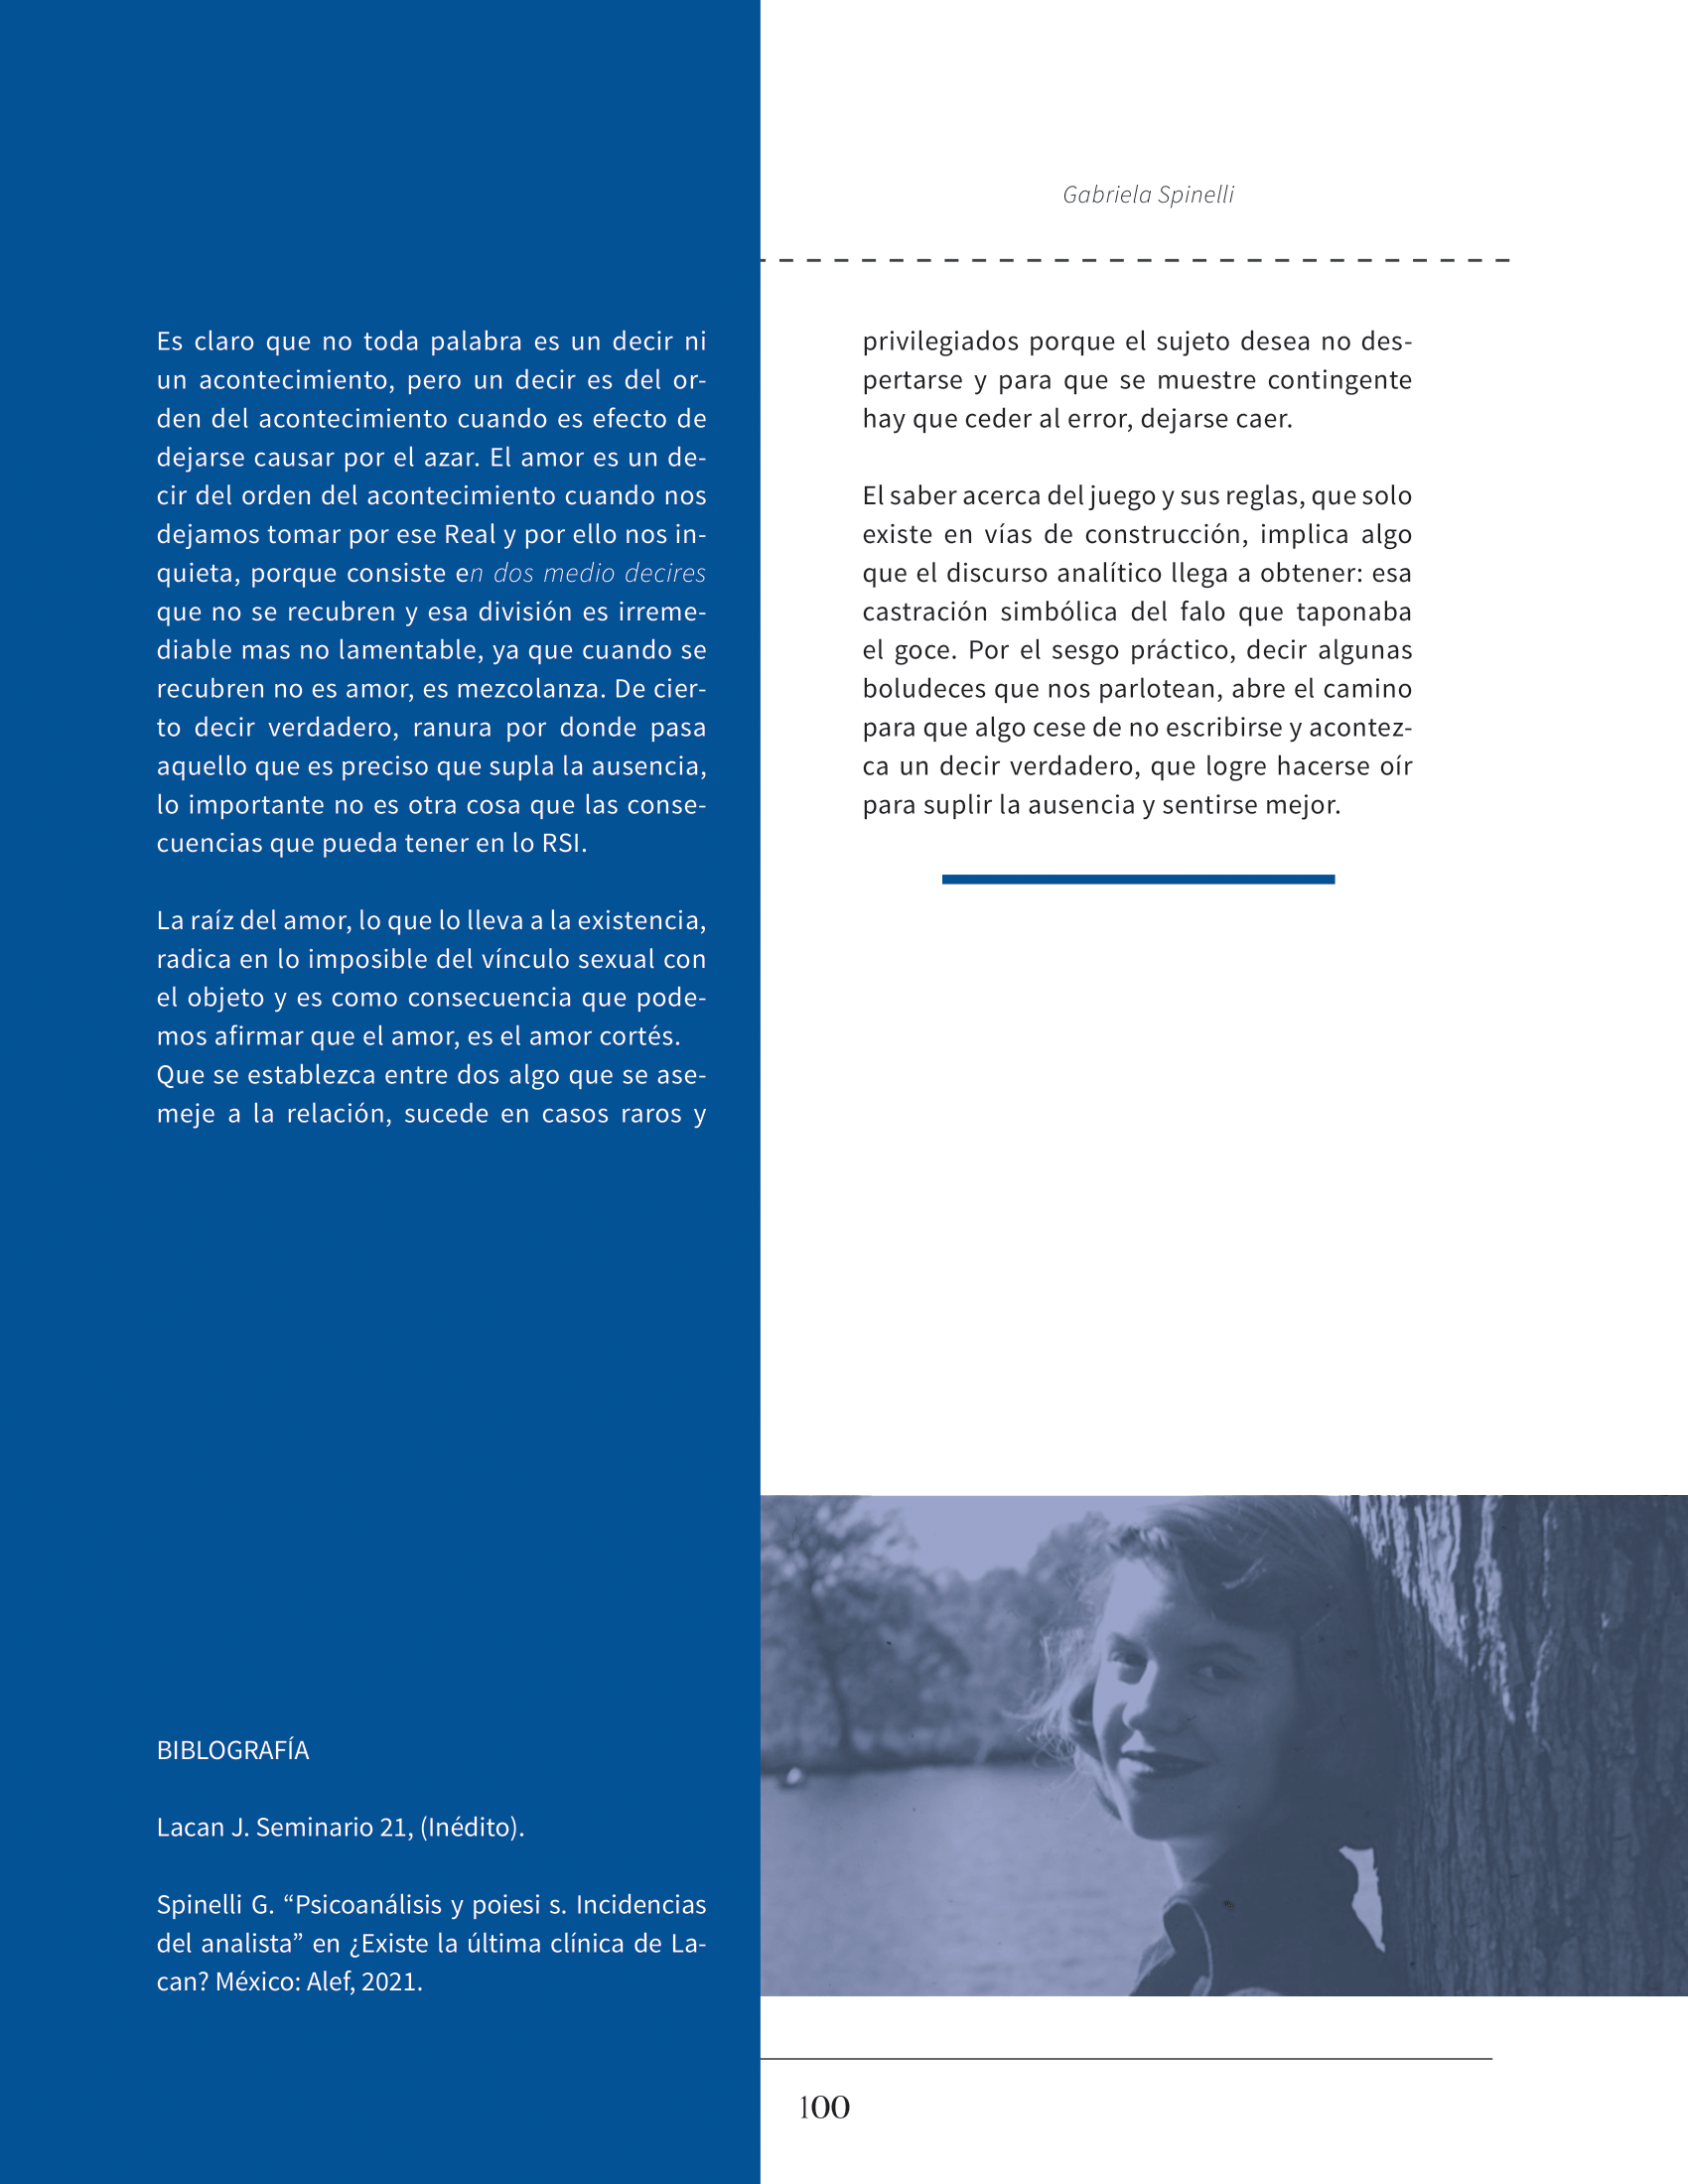 Gabriela Spinelli
Es claro que no toda palabra es un decir ni
un acontecimiento, pero un decir es del or-
den del acontecimiento cuando es efecto de
dejarse causar por el azar. El amor es un de-
cir del orden del acontecimiento cuando nos
dejamos tomar por ese Real y por ello nos in-
quieta, porque consiste en dos medio decires
que no se recubren y esa división es irreme-
diable mas no lamentable, ya que cuando se
recubren no es amor, es mezcolanza. De cier-
to decir verdadero, ranura por donde pasa
aquello que es preciso que supla la ausencia,
lo importante no es otra cosa que las conse-
cuencias que pueda tener en lo RSI.
La raíz del amor, lo que lo lleva a la existencia,
radica en lo imposible del vínculo sexual con
el objeto y es como consecuencia que pode-
mos afirmar que el amor, es el amor cortés.
Que se establezca entre dos algo que se ase-
meje a la relación, sucede en casos raros y
privilegiados porque el sujeto desea no des-
pertarse y para que se muestre contingente
hay que ceder al error, dejarse caer.
El saber acerca del juego y sus reglas, que solo
existe en vías de construcción, implica algo
que el discurso analítico llega a obtener: esa
castración simbólica del falo que taponaba
el goce. Por el sesgo práctico, decir algunas
boludeces que nos parlotean, abre el camino
para que algo cese de no escribirse y acontez-
ca un decir verdadero, que logre hacerse oír
para suplir la ausencia y sentirse mejor.
BIBLOGRAFÍA
Lacan J. Seminario 21, (Inédito).
Spinelli G. “Psicoanálisis y poiesi s. Incidencias
del analista” en ¿Existe la última clínica de La-
can? México: Alef, 2021.
100